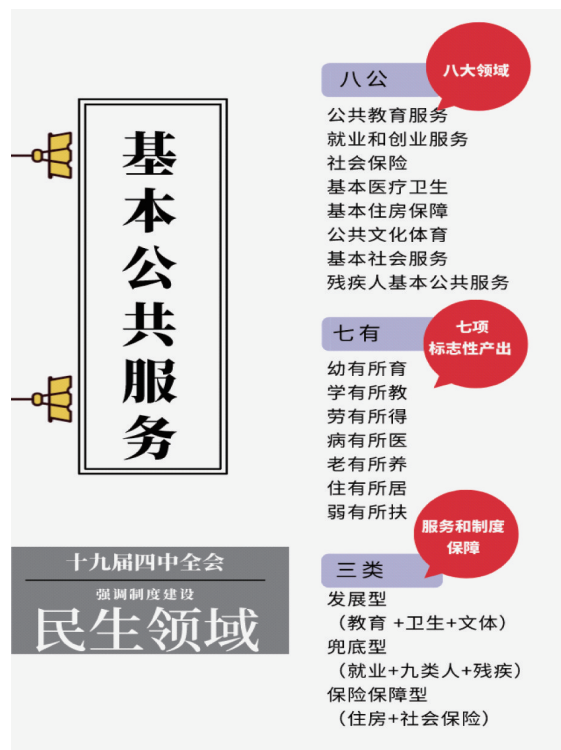 基本公共服务
十九届四中全会
强调制度建设
民生领域
八公
八大领域
公共教育服务
就业和创业服务
社会保险
基本医疗卫生
基本住房保障
公共文化体育
基本社会服务
残疾人基本公共服务
七有
七项
标志性产出
幼有所育
学有所教
劳有所得
病有所医
老有所养
住有所居
弱有所扶
三类
服务和制度
保障
发展型
（教育 +卫生+文体）
兜底型
（就业+九类人+残疾）
保险保障型
（住房+社会保险）